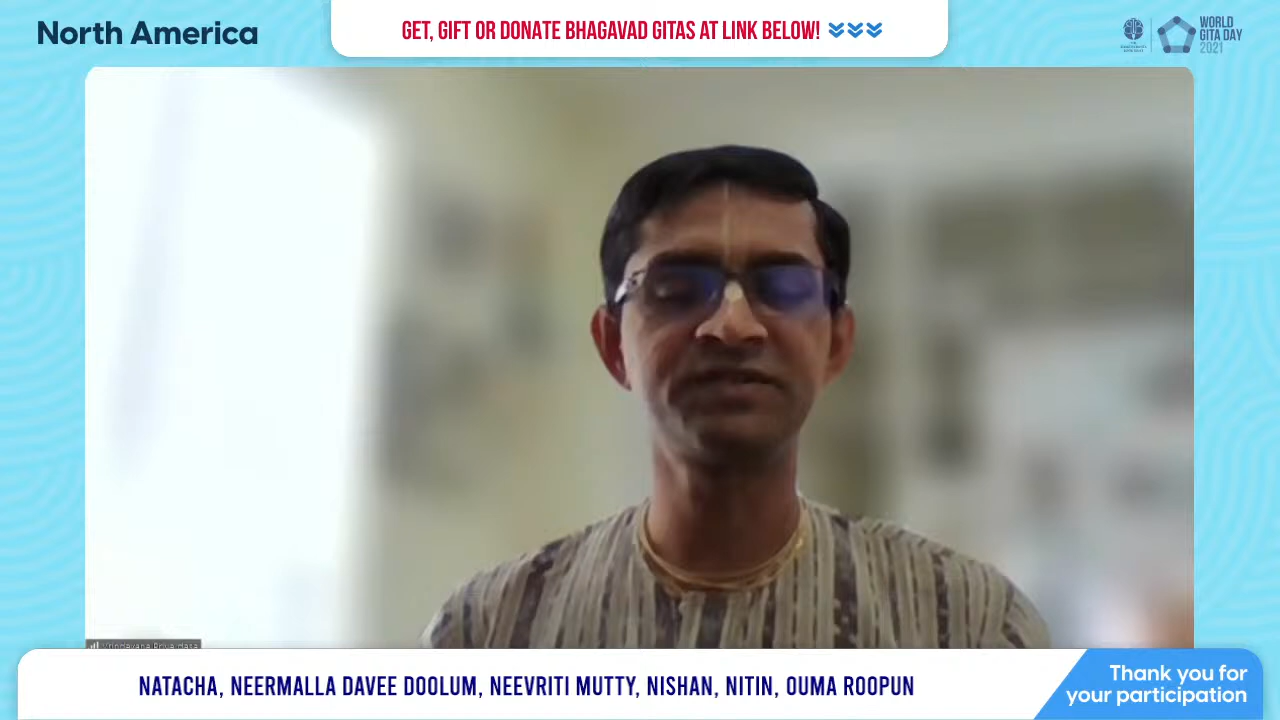 North America
GET, GIFT OR DONATE BHAGAVAD GITAS AT LINK BELOW!
WORLD
GITA DAY
2021
NATACHA, NEERMALLA DAVEE DOOLUM, NEEVRITI MUTTY, NISHAN, NITIN, OUMA ROOPUN
Thank you for
your participation